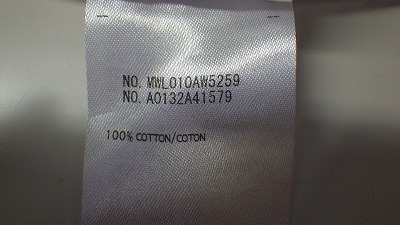 NO. MWL010AW5259
NO. A0132A41579
100% COTTON/COTON